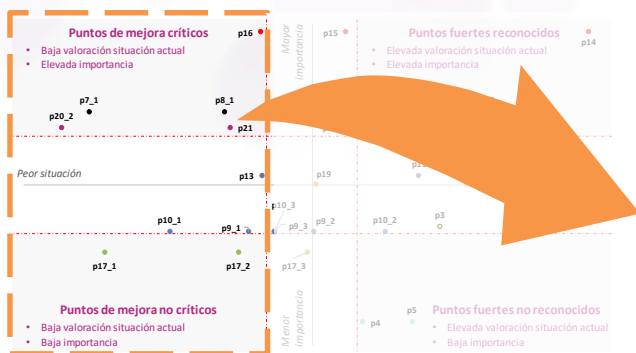 Puntos de mejora críticos
• Baja valoración situación actual
• Elevada importancia
p16
Mayor importancia
p15
Puntos fuertes reconocidos
• Elevada valoración situación actual
• Elevada importancia
p14
p7_1
p8_1
p20_2
p21
Peor situación
p13
p19
p10_3
p10_1
p9_1
p9_3
p9_2
p10_2
p3
p17_1
p17_2
p17_3
Puntos de mejora no críticos
• Baja valoración situación actual
• Baja importancia
Menor importancia
p4
p5
Puntos fuertes no reconocidos
• Elevada valoración situación actual
• Baja importancia